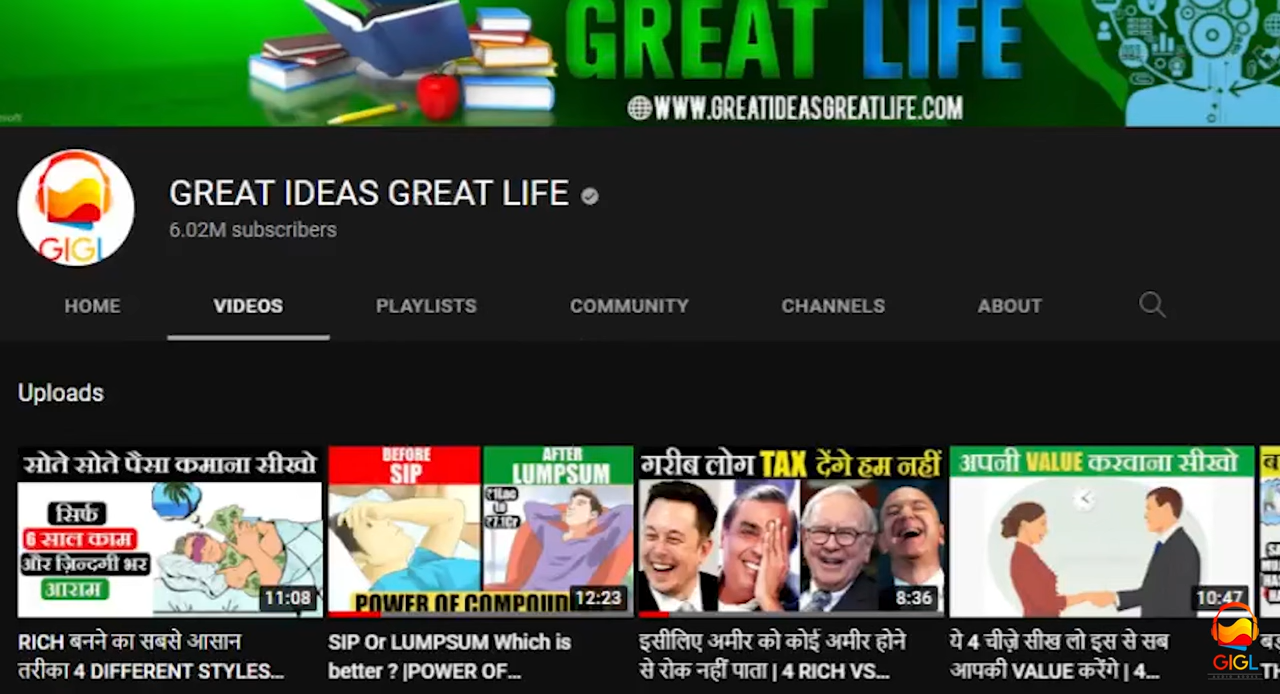 GREAT LIFE
WWW.GREATIDEASGREATLIFE.COM
GIGL
GREAT IDEAS GREAT LIFE
6.02M subscribers
HOME VIDEOS PLAYLISTS COMMUNITY CHANNELS ABOUT
Uploads
सोते सोते पैसा कमाना सीखो
सिर्फ
6 साल काम
और ज़िन्दगी भर
आराम
11:08
RICH बनने का सबसे आसान
तरीका 4 DIFFERENT STYLES...
BEFORE
SIP
AFTER
LUMPSUM
₹1Lac
to
₹7.1Cr
POWER OF COMPOUND
12:23
SIP Or LUMPSUM Which is
better ? |POWER OF...
गरीब लोग TAX देंगे हम नहीं
8:36
इसीलिए अमीर को कोई अमीर होने
से रोक नहीं पाता | 4 RICH VS...
अपनी VALUE करवाना सीखो
10:47
ये 4 चीज़े सीख लो इस से सब
आपकी VALUE करेंगे | 4...
GIGL